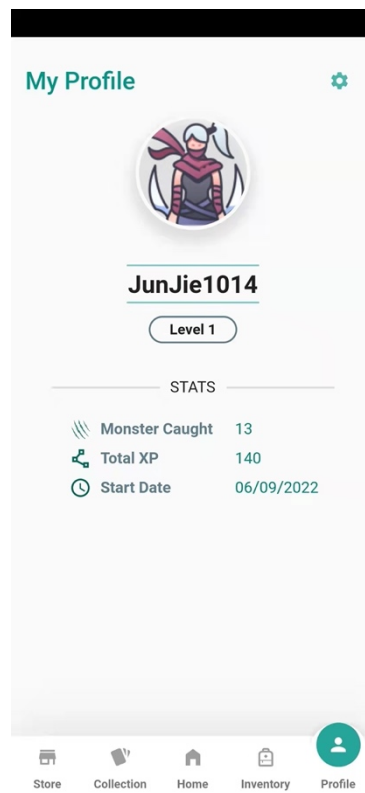 My Profile
JunJie1014
Level 1
STATS
Monster Caught 13
Total XP 140
Start Date 06/09/2022
Store Collection Home Inventory Profile